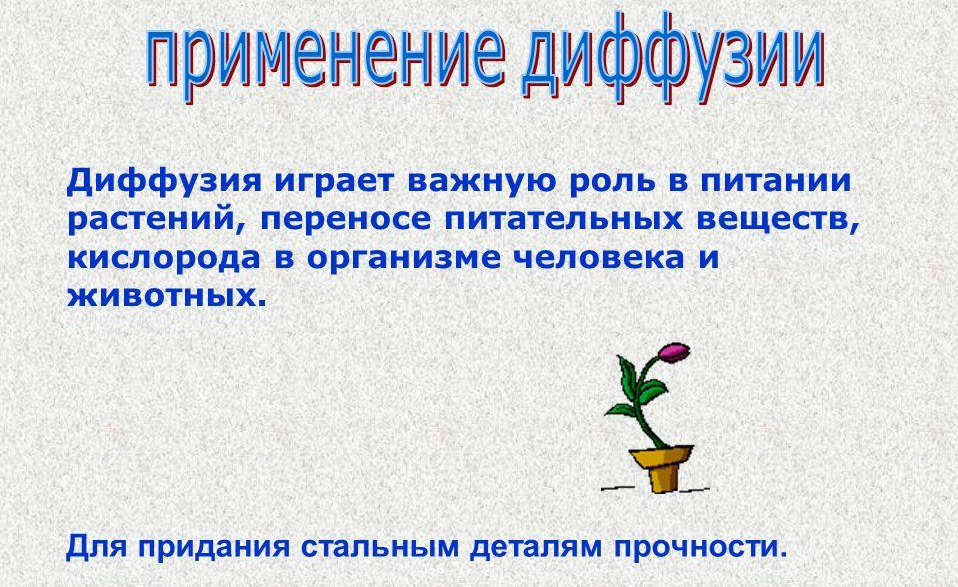 применение диффузии
Диффузия играет важную роль в питании
растений, переносе питательных веществ,
кислорода в организме человека и
животных.
Для придания стальным деталям прочности.